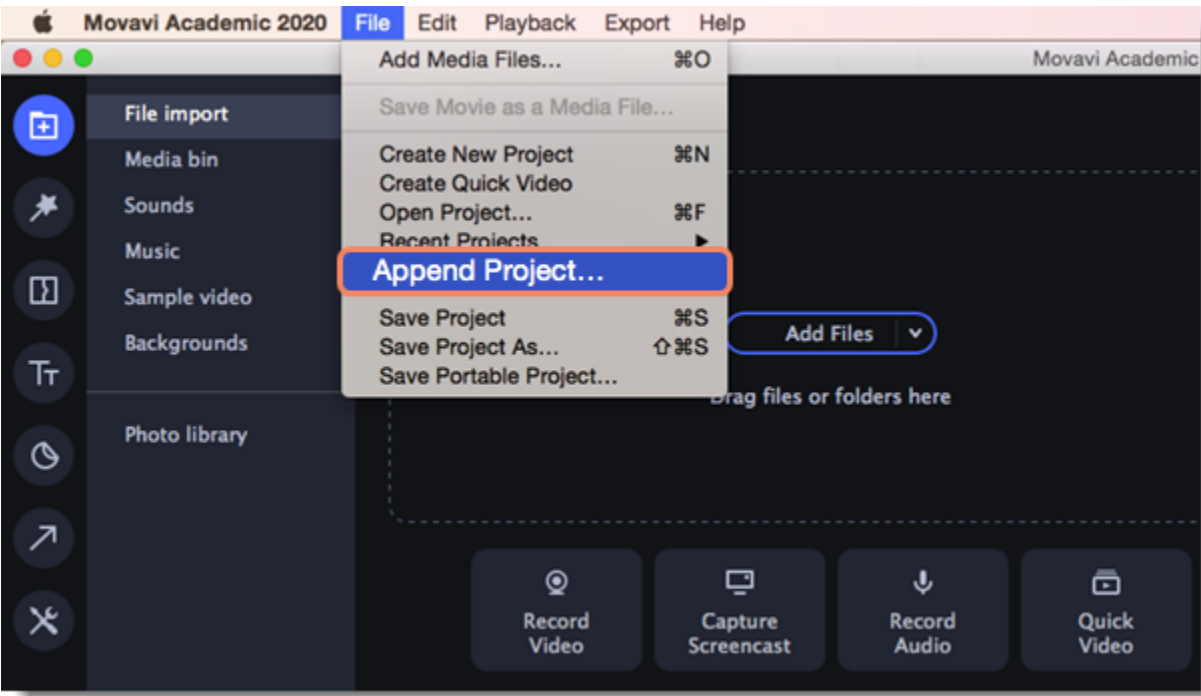 Movavi Academic 2020 File Edit Playback Export Help
Movavi Academic
Add Media Files... ⌘O
Save Movie as a Media File...
Create New Project ⌘N
Create Quick Video
Open Project... ⌘F
Recent Projects ▶
Append Project...
Save Project ⌘S
Save Project As... ⇧⌘S
Save Portable Project...
File import
Media bin
Sounds
Music
Sample video
Backgrounds
Photo library
Tт
Add Files
Drag files or folders here
Record
Video
Capture
Screencast
Record
Audio
Quick
Video